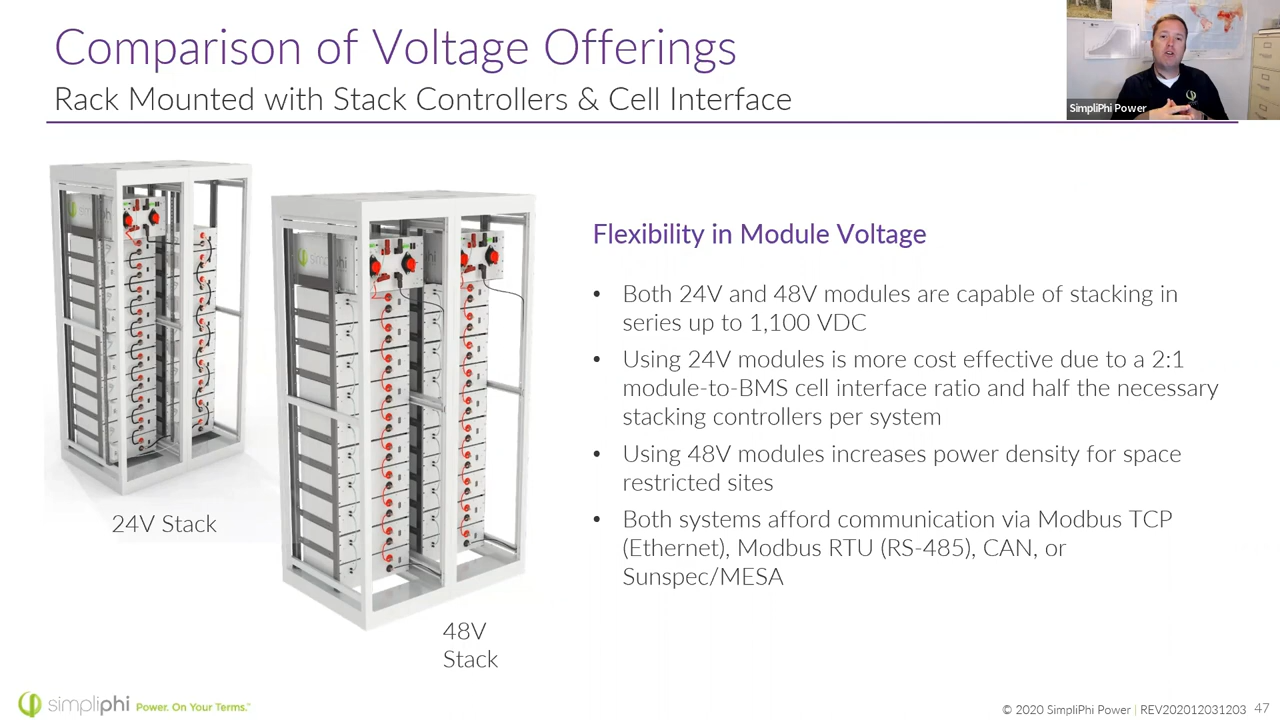 Comparison of Voltage Offerings
Rack Mounted with Stack Controllers & Cell Interface
SimpliPhi Power
simpliphi
Flexibility in Module Voltage
• Both 24V and 48V modules are capable of stacking in
series up to 1,100 VDC
• Using 24V modules is more cost effective due to a 2:1
module-to-BMS cell interface ratio and half the necessary
stacking controllers per system
• Using 48V modules increases power density for space
restricted sites
• Both systems afford communication via Modbus TCP
(Ethernet), Modbus RTU (RS-485), CAN, or
Sunspec/MESA
24V Stack
48V
Stack
simpliphi Power. On Your Terms.™
© 2020 SimpliPhi Power | REV202012031203 47